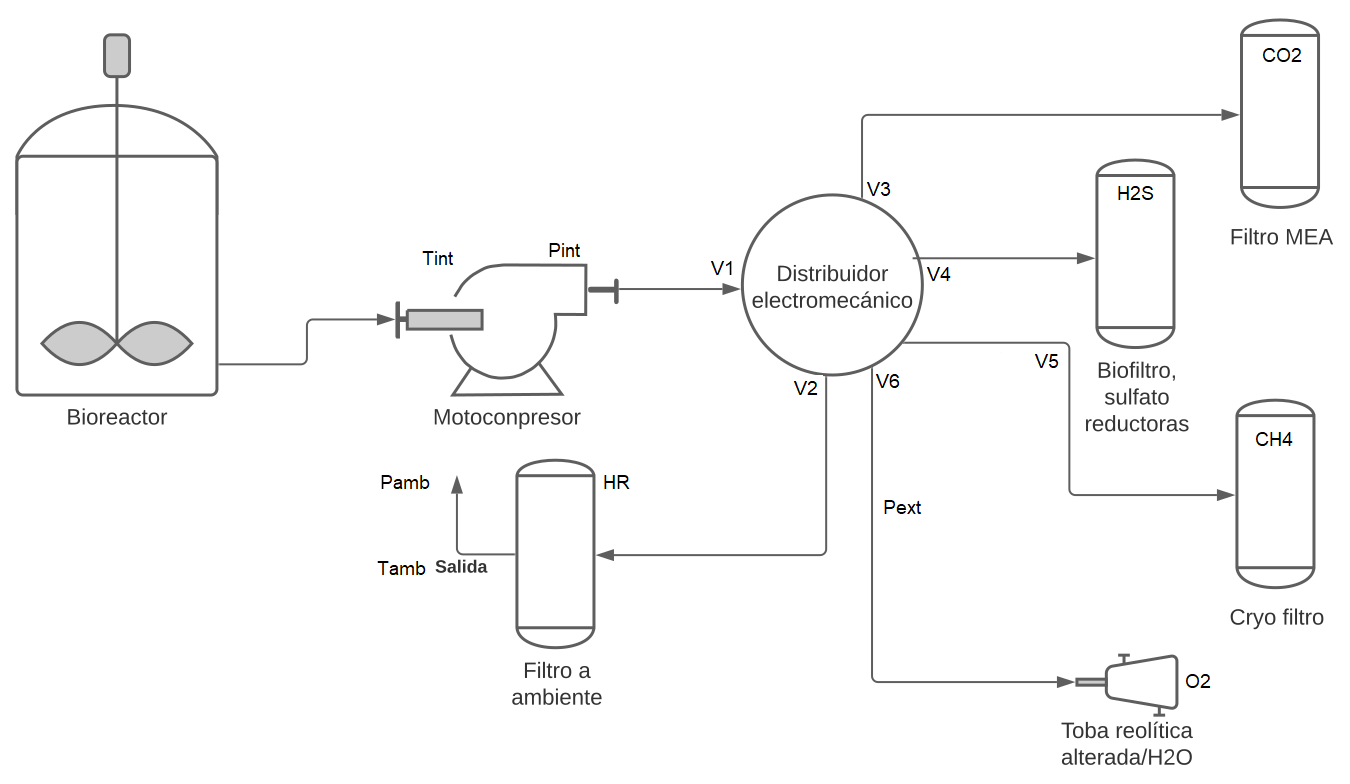 CO2
Filtro MEA
V3
H2S
Tint
Pint
V1
Distribuidor
electromecánico
V4
Biofiltro,
sulfato
reductoras
V5
V2
V6
Bioreactor
Motoconpresor
CH4
Pamb
HR
Pext
Tamb
Salida
Cryo filtro
Filtro a
ambiente
O2
Toba reolítica
alterada/H2O